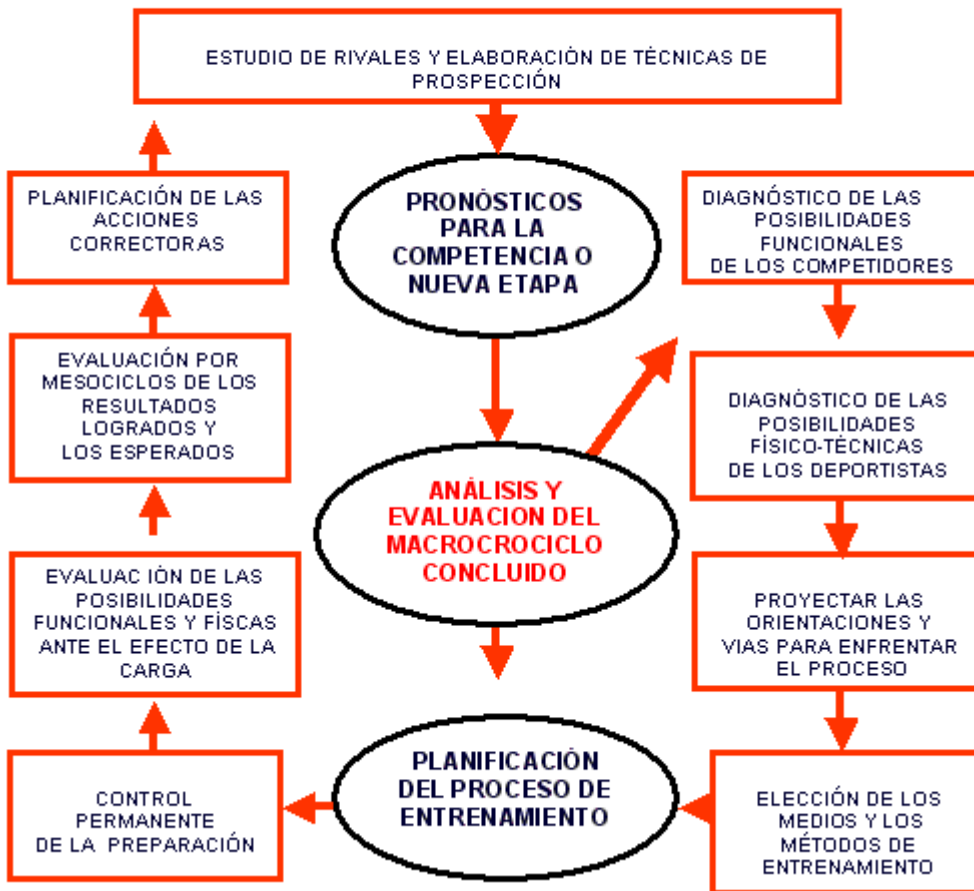 ESTUDIO DE RIVALES Y ELABORACIÓN DE TÉCNICAS DE
PROSPECCIÓN
PRONÓSTICOS
PARA LA
COMPETENCIA O
NUEVA ETAPA
ANÁLISIS Y
EVALUACION DEL
MACROCROCICLO
CONCLUIDO
PLANIFICACIÓN
DEL PROCESO DE
ENTRENAMIENTO
DIAGNÓSTICO DE LAS
POSIBILIDADES
FUNCIONALES
DE LOS COMPETIDORES
DIAGNÓSTICO DE LAS
POSIBILIDADES
FÍSICO-TÉCNICAS
DE LOS DEPORTISTAS
PROYECTAR LAS
ORIENTACIONES Y
VIAS PARA ENFRENTAR
EL PROCESO
ELECCIÓN DE LOS
MEDIOS Y LOS
MÉTODOS DE
ENTRENAMIENTO
CONTROL
PERMANENTE
DE LA PREPARACIÓN
EVALUACIÓN DE LAS
POSIBILIDADES
FUNCIONALES Y FÍSCAS
ANTE EL EFECTO DE LA
CARGA
EVALUACIÓN POR
MESOCICLOS DE LOS
RESULTADOS
LOGRADOS Y
LOS ESPERADOS
PLANIFICACIÓN DE LAS
ACCIONES
CORRECTORAS